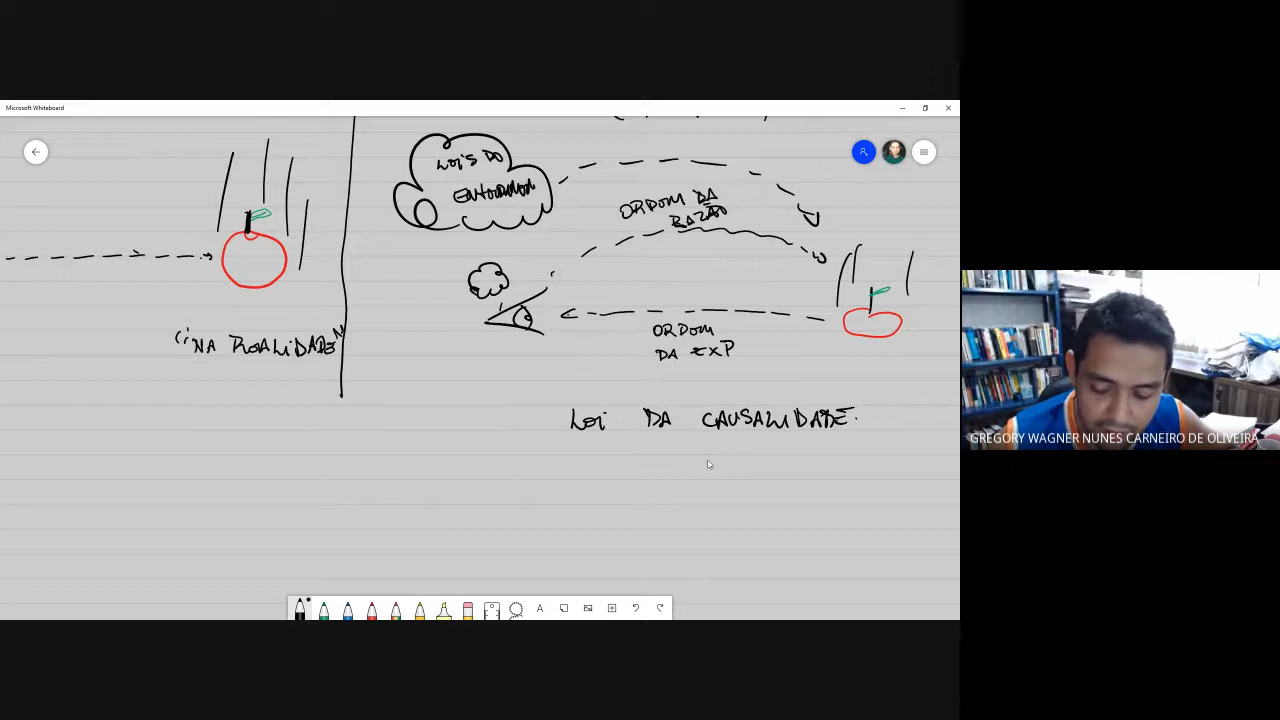 Microsoft Whiteboard
LEIS DO
ENTENDIMENTO
ORDEM DA
RAZÃO
"NA REALIDADE"
ORDEM
DA EXP
LEI DA CAUSALIDADE.
GREGORY WAGNER NUNES CARNEIRO DE OLIVEIRA